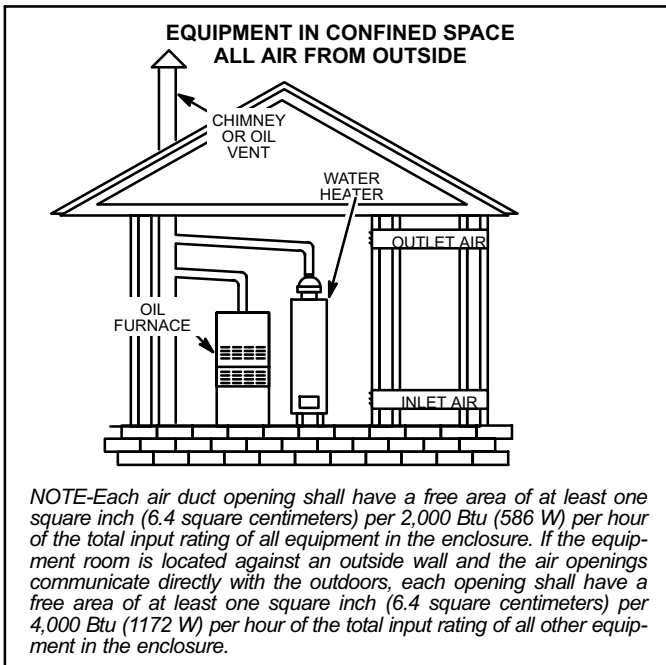 EQUIPMENT IN CONFINED SPACE
ALL AIR FROM OUTSIDE
CHIMNEY
OR OIL
VENT
WATER
HEATER
OUTLET AIR
OIL
FURNACE
INLET AIR
NOTE-Each air duct opening shall have a free area of at least one
square inch (6.4 square centimeters) per 2,000 Btu (586 W) per hour
of the total input rating of all equipment in the enclosure. If the equip-
ment room is located against an outside wall and the air openings
communicate directly with the outdoors, each opening shall have a
free area of at least one square inch (6.4 square centimeters) per
4,000 Btu (1172 W) per hour of the total input rating of all other equip-
ment in the enclosure.